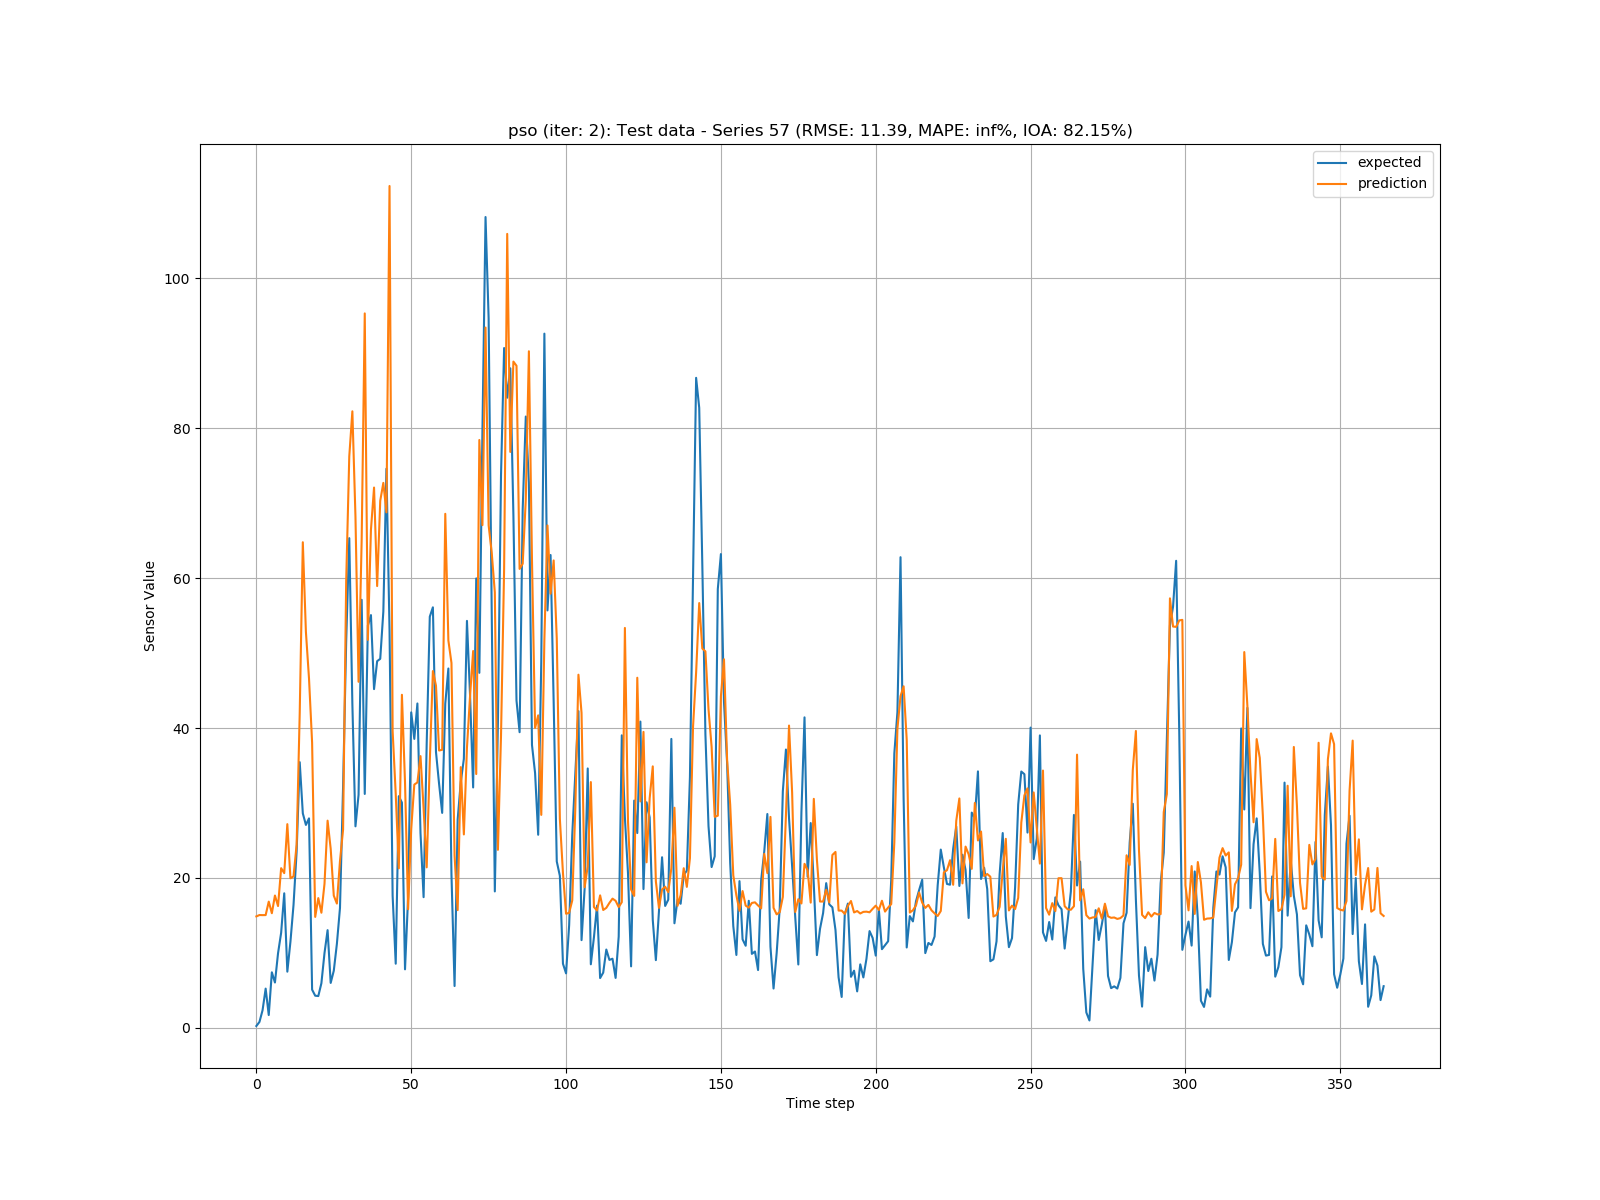 pso (iter: 2): Test data - Series 57 (RMSE: 11.39, MAPE: inf%, IOA: 82.15%)
expected
prediction
100
80
60
40
20
0
Sensor Value
0 50 100 150 200 250 300 350
Time step